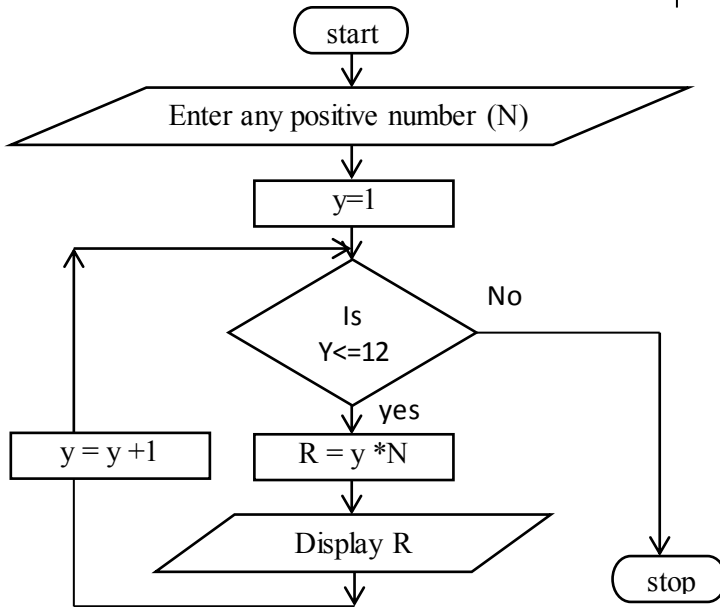 start
Enter any positive number (N)
y=1
Is
Y<=12
No
yes
y = y +1
R = y *N
Display R
stop